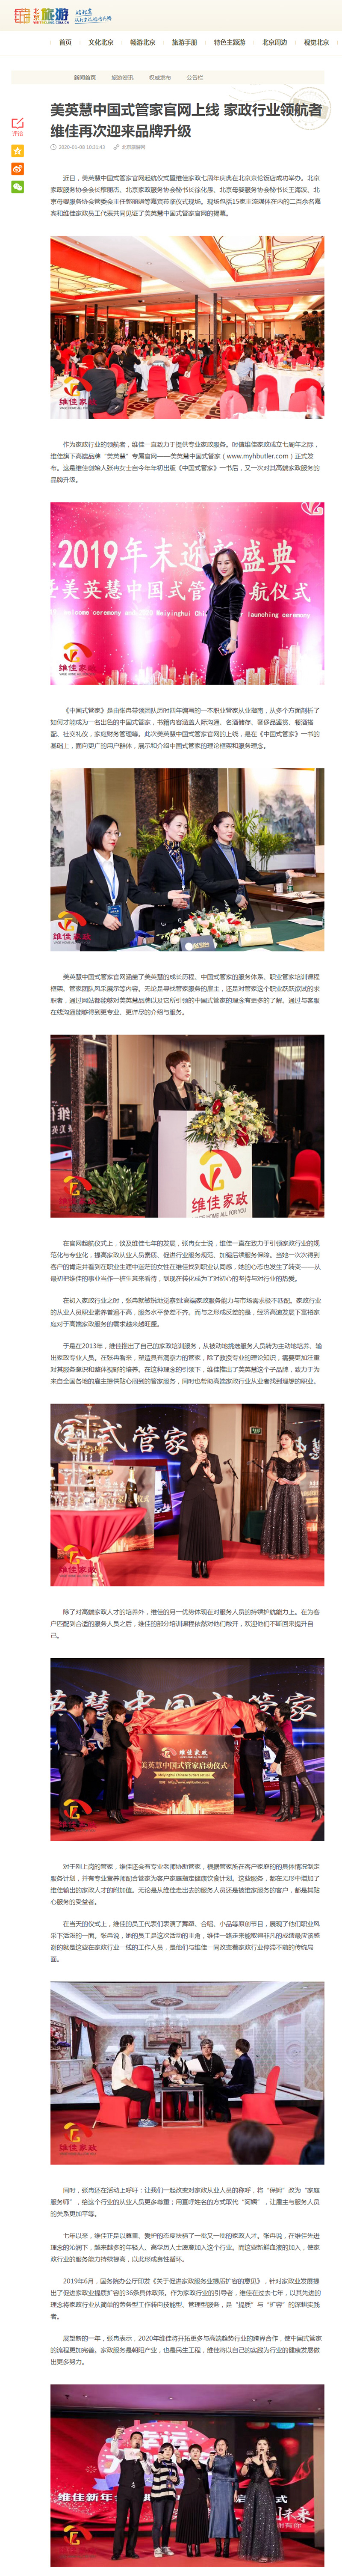 北京旅游
首页
文化北京
畅游北京
旅游手册
特色主题游
北京周边
视觉北京
新闻首页
旅游资讯
权威发布
公告栏
美英慧中国式管家官网上线 家政行业领航者
维佳再次迎来品牌升级
评论
2020-01-08 10:31:43
北京旅游网
近日，美英慧中国式管家官网起航仪式暨维佳家政七周年庆典在北京京伦饭店成功举办。北京
家政服务协会会长穆丽杰、北京家政服务协会秘书长徐化愚、北京母婴服务协会秘书长王海波、北
京母婴服务协会管委会主任郭明娟等嘉宾莅临仪式现场。现场包括15家主流媒体在内的二百余名嘉
宾和维佳家政员工代表共同见证了美英慧中国式管家官网的揭幕。
维佳家政
作为家政行业的领航者，维佳一直致力于提供专业家政服务。时值维佳家政成立七周年之际，
维佳旗下高端品牌“美英慧”专属官网——美英慧中国式管家（www.myhbutler.com）正式发
布。这是维佳创始人张冉女士自今年年初出版《中国式管家》一书后，又一次对其高端家政服务的
品牌升级。
2019年末迎新盛典
美英慧中国式管
航仪式
launching ceremony
维佳家政
《中国式管家》是由张冉带领团队历时四年编写的一本职业管家从业指南，从多个方面剖析了
如何才能成为一名出色的中国式管家，书籍内容涵盖人际沟通、名酒储存、奢侈品鉴赏、餐酒搭
配、社交礼仪，家庭财务管理等。此次美英慧中国式管家官网的上线，是在《中国式管家》一书的
基础上，面向更广的用户群体，展示和介绍中国式管家的理论框架和服务理念。
维佳家政
美英慧中国式管家官网涵盖了美英慧的成长历程、中国式管家的服务体系、职业管家培训课程
框架、管家团队风采展示等内容。无论是寻找管家服务的雇主，还是对管家这个职业跃跃欲试的求
职者，通过网站都能够对美英慧品牌以及它所引领的中国式管家的理念有更多的了解。通过与客服
在线沟通能够得到更专业、更详尽的介绍与服务。
维佳家政
维佳家政
HOME ALL FOR YOU
在官网起航仪式上，谈及维佳七年的发展，张冉女士说，维佳一直在致力于引领家政行业的规
范化与专业化，提高家政从业人员素质、促进行业服务规范、加强后续服务保障。当她一次次得到
客户的肯定并看到在职业生涯中迷茫的女性在维佳找到职业认同感，她的心态也发生了转变——从
最初把维佳的事业当作一桩生意来看待，到现在转化成为了对初心的坚持与对行业的热爱。
在初入家政行业之时，张冉就敏锐地觉察到:高端家政服务能力与市场需求极不匹配。家政行业
的从业人员职业素养普遍不高，服务水平参差不齐。而与之形成反差的是，经济高速发展下富裕家
庭对于高端家政服务的需求越来越旺盛。
于是在2013年，维佳推出了自己的家政培训服务，从被动地挑选服务人员转为主动地培养、输
出家政专业人员。在张冉看来，塑造具有洞察力的管家，除了教授专业的理论知识，需要更加注重
对其服务意识和整体视野的培养。在这种理念的引领下，维佳推出了美英慧这个子品牌，致力于为
来自全国各地的雇主提供贴心周到的管家服务，同时也帮助高端家政行业从业者找到理想的职业。
式管家
维佳家政
除了对高端家政人才的培养外，维佳的另一优势体现在对服务人员的持续护航能力上。在为客
户匹配到合适的服务人员之后，维佳的部分培训课程依然对他们敞开，欢迎他们不断回来提升自
己。
英慧中国式管家
维佳家政
美英慧中国式管家启动仪式
维佳家政
对于刚上岗的管家，维佳还会有专业老师协助管家，根据管家所在客户家庭的的具体情况制定
服务计划，并有专业营养师配合管家为客户家庭指定健康饮食计划。这些服务，都在无形中增加了
维佳输出的家政人才的附加值。无论是从维佳走出去的服务人员还是被维家服务的客户，都是其贴
心服务的受益者。
在当天的仪式上，维佳的员工代表们表演了舞蹈、合唱、小品等原创节目，展现了他们职业风
采下活泼的一面。张冉说，她的员工是这次活动的主角，维佳一路走来能取得非凡的成绩最应该感
谢的就是这些在家政行业一线的工作人员，是他们与维佳一同改变着家政行业停滞不前的传统局
面。
维佳家政
同时，张冉还在活动上呼吁：让我们一起改变对家政从业人员的称呼，将“保姆”改为“家庭
服务师”，给这个行业的从业人员更多尊重；用直呼姓名的方式取代“阿姨”，让雇主与服务人员
的关系更加平等。
七年以来，维佳正是以尊重、爱护的态度扶植了一批又一批的家政人才。张冉说，在维佳先进
理念的沁润下，越来越多的年轻人、高学历人士愿意加入这个行业。而这些新鲜血液的加入，使家
政行业的服务能力持续提高，以此形成良性循环。
2019年6月，国务院办公厅印发《关于促进家政服务业提质扩容的意见》，针对家政业发展提
出了促进家政业提质扩容的36条具体政策。作为家政行业的引导者，维佳在过去七年，以其先进的
理念将家政行业从简单的劳务型工作转向技能型、管理型服务，是“提质”与“扩容”的深耕实践
者。
展望新的一年，张冉表示，2020年维佳将开拓更多与高端趋势行业的跨界合作，使中国式管家
的流程更加完善。家政服务是朝阳产业，也是民生工程，维佳将以自己的实践为行业的健康发展做
出更多努力。
维佳新年
维佳家政